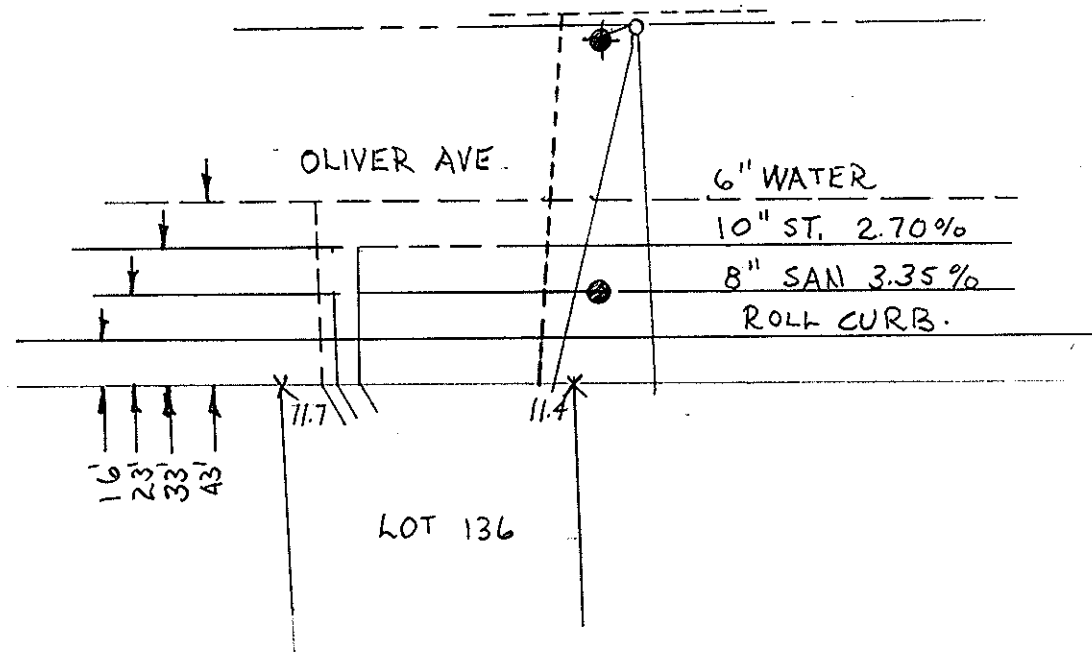 OLIVER AVE.
6" WATER
10" ST. 2.70%
8" SAN 3.35%
ROLL CURB.
11.7
11.4
16'
23'
33'
43'
LOT 136